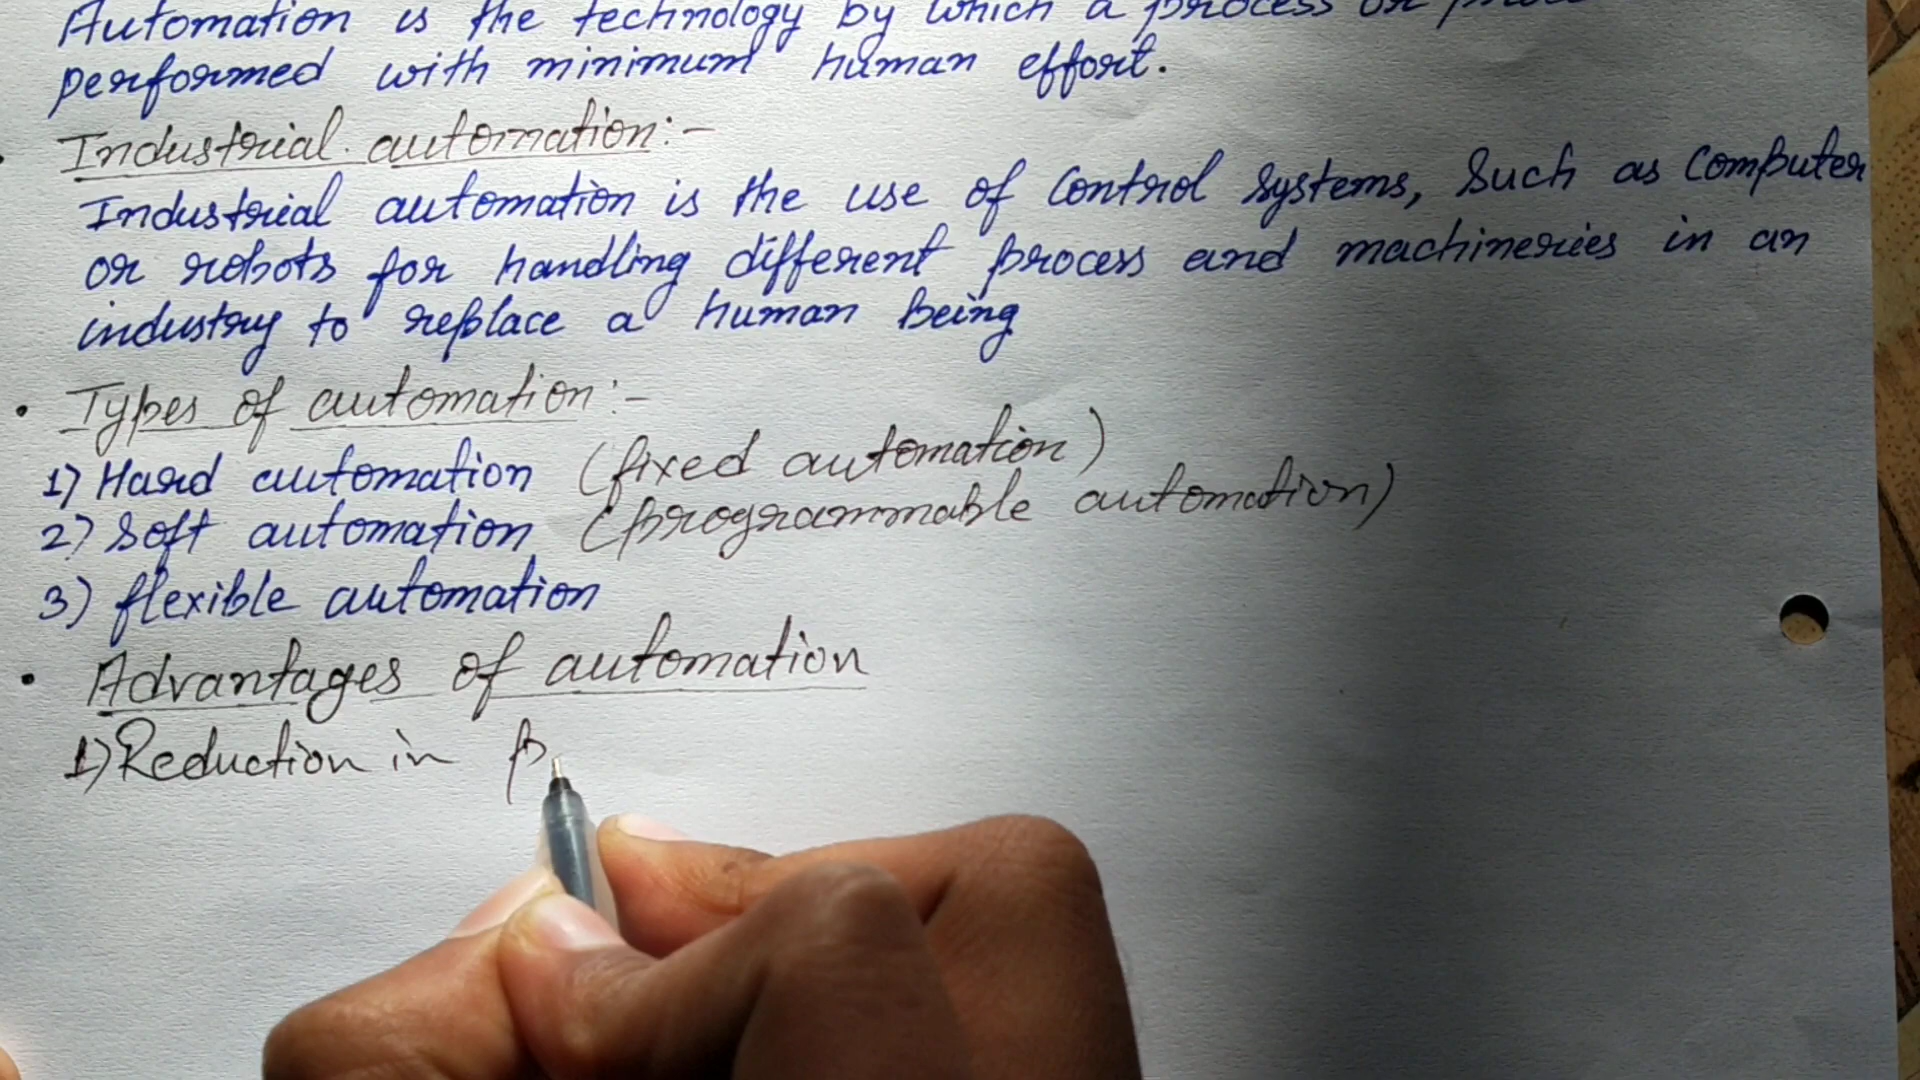 Automation is the technology by which a process or
performed with minimum human effort.
Industrial automation:-
Industrial automation is the use of Control Systems, Such as Computer
or robots for handling different process and machineries in an
industry to replace a human being
• Types of automation:-
1) Hard automation (fixed automation)
2) Soft automation (programmable automation)
3) flexible automation
• Advantages of automation
1) Reduction in p